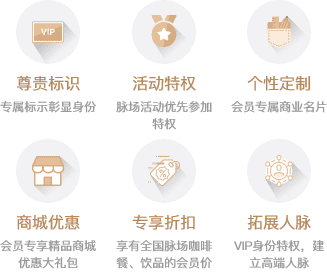 VIP
尊贵标识
活动特权
个性定制
专属标示彰显身份
脉场活动优先参加
特权
会员专属商业名片
商城优惠
专享折扣
拓展人脉
会员专享精品商城
优惠大礼包
享有全国脉场咖啡
餐、饮品的会员价
VIP身份特权，建
立高端人脉